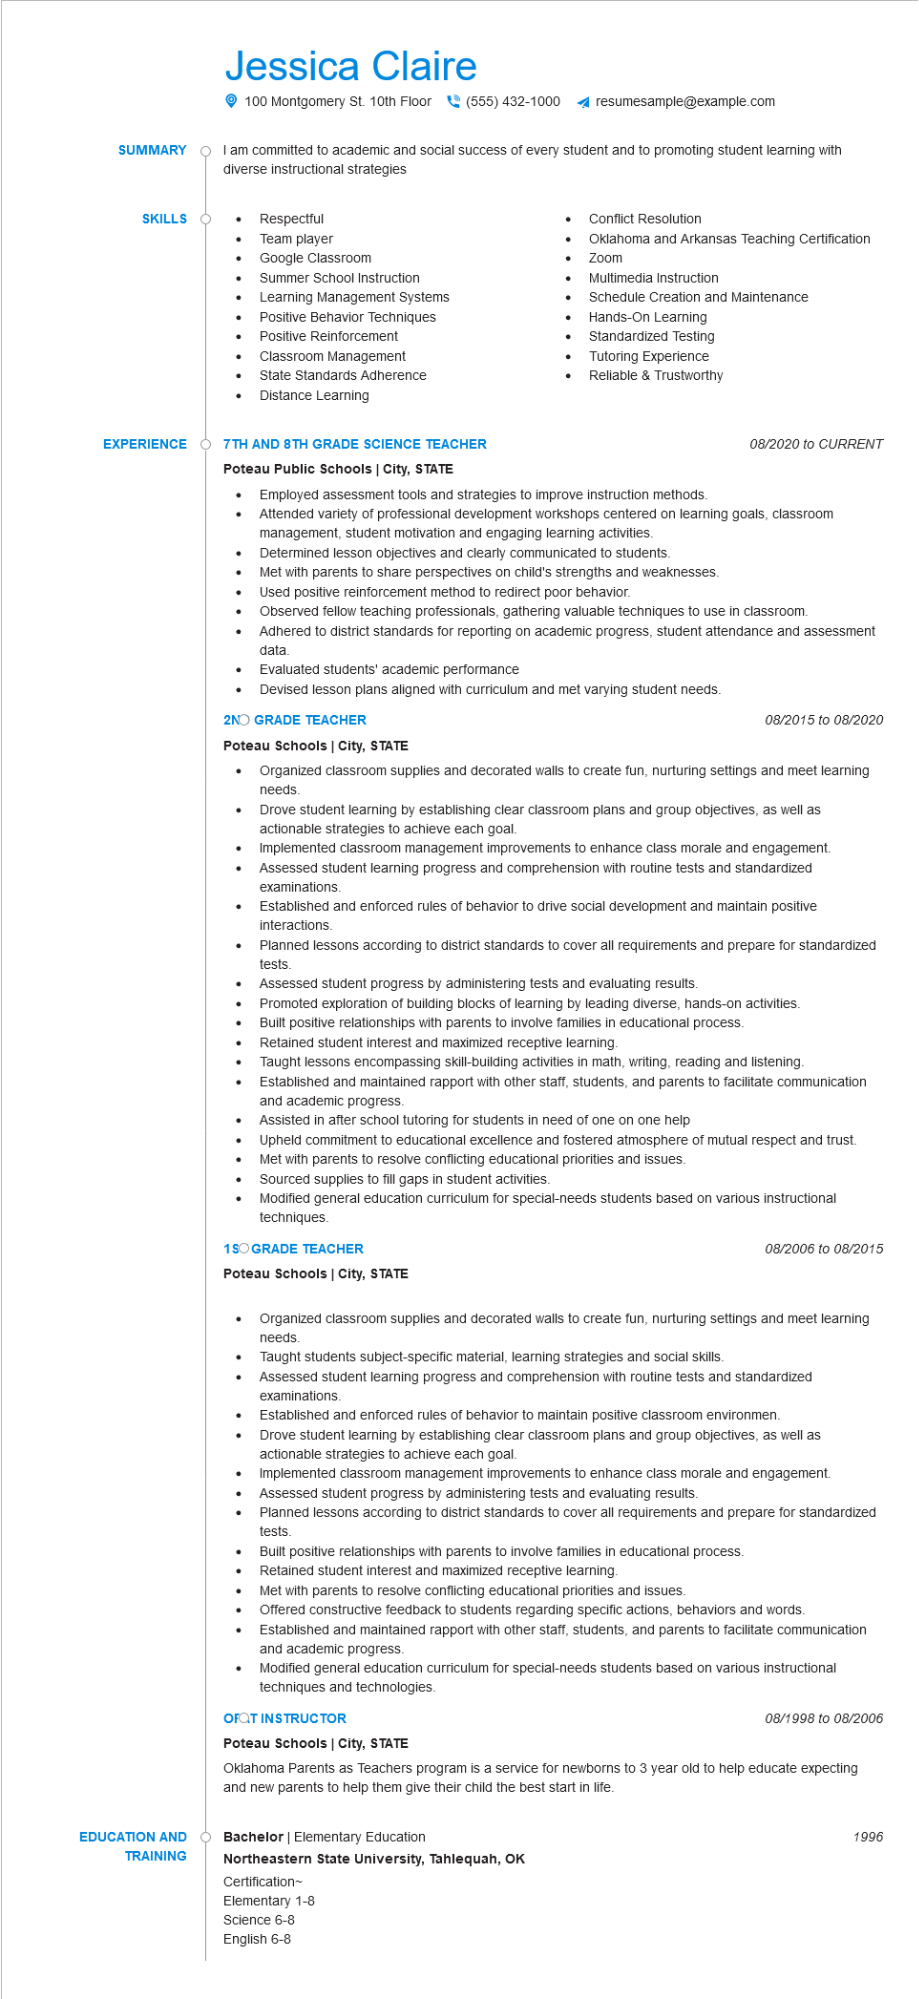 Jessica Claire
100 Montgomery St. 10th Floor (555) 432-1000 resumesample@example.com
SUMMARY
I am committed to academic and social success of every student and to promoting student learning with
diverse instructional strategies
SKILLS
• Respectful
• Team player
• Google Classroom
• Summer School Instruction
• Learning Management Systems
• Positive Behavior Techniques
• Positive Reinforcement
• Classroom Management
• State Standards Adherence
• Distance Learning
• Conflict Resolution
• Oklahoma and Arkansas Teaching Certification
• Zoom
• Multimedia Instruction
• Schedule Creation and Maintenance
• Hands-On Learning
• Standardized Testing
• Tutoring Experience
• Reliable & Trustworthy
EXPERIENCE
7TH AND 8TH GRADE SCIENCE TEACHER 08/2020 to CURRENT
Poteau Public Schools | City, STATE
• Employed assessment tools and strategies to improve instruction methods.
• Attended variety of professional development workshops centered on learning goals, classroom
management, student motivation and engaging learning activities.
• Determined lesson objectives and clearly communicated to students.
• Met with parents to share perspectives on child's strengths and weaknesses.
• Used positive reinforcement method to redirect poor behavior.
• Observed fellow teaching professionals, gathering valuable techniques to use in classroom.
• Adhered to district standards for reporting on academic progress, student attendance and assessment
data.
• Evaluated students' academic performance
• Devised lesson plans aligned with curriculum and met varying student needs.
2ND GRADE TEACHER 08/2015 to 08/2020
Poteau Schools | City, STATE
• Organized classroom supplies and decorated walls to create fun, nurturing settings and meet learning
needs.
• Drove student learning by establishing clear classroom plans and group objectives, as well as
actionable strategies to achieve each goal.
• Implemented classroom management improvements to enhance class morale and engagement.
• Assessed student learning progress and comprehension with routine tests and standardized
examinations.
• Established and enforced rules of behavior to drive social development and maintain positive
interactions.
• Planned lessons according to district standards to cover all requirements and prepare for standardized
tests.
• Assessed student progress by administering tests and evaluating results.
• Promoted exploration of building blocks of learning by leading diverse, hands-on activities.
• Built positive relationships with parents to involve families in educational process.
• Retained student interest and maximized receptive learning.
• Taught lessons encompassing skill-building activities in math, writing, reading and listening.
• Established and maintained rapport with other staff, students, and parents to facilitate communication
and academic progress.
• Assisted in after school tutoring for students in need of one on one help
• Upheld commitment to educational excellence and fostered atmosphere of mutual respect and trust.
• Met with parents to resolve conflicting educational priorities and issues.
• Sourced supplies to fill gaps in student activities.
• Modified general education curriculum for special-needs students based on various instructional
techniques.
1ST GRADE TEACHER 08/2006 to 08/2015
Poteau Schools | City, STATE
• Organized classroom supplies and decorated walls to create fun, nurturing settings and meet learning
needs.
• Taught students subject-specific material, learning strategies and social skills.
• Assessed student learning progress and comprehension with routine tests and standardized
examinations.
• Established and enforced rules of behavior to maintain positive classroom environmen.
• Drove student learning by establishing clear classroom plans and group objectives, as well as
actionable strategies to achieve each goal.
• Implemented classroom management improvements to enhance class morale and engagement.
• Assessed student progress by administering tests and evaluating results.
• Planned lessons according to district standards to cover all requirements and prepare for standardized
tests.
• Built positive relationships with parents to involve families in educational process.
• Retained student interest and maximized receptive learning.
• Met with parents to resolve conflicting educational priorities and issues.
• Offered constructive feedback to students regarding specific actions, behaviors and words.
• Established and maintained rapport with other staff, students, and parents to facilitate communication
and academic progress.
• Modified general education curriculum for special-needs students based on various instructional
techniques and technologies.
INSTRUCTOR 08/1998 to 08/2006
Poteau Schools | City, STATE
Oklahoma Parents as Teachers program is a service for newborns to 3 year old to help educate expecting
and new parents to help them give their child the best start in life.
EDUCATION AND
TRAINING
Bachelor | Elementary Education 1996
Northeastern State University, Tahlequah, OK
Certification~
Elementary 1-8
Science 6-8
English 6-8